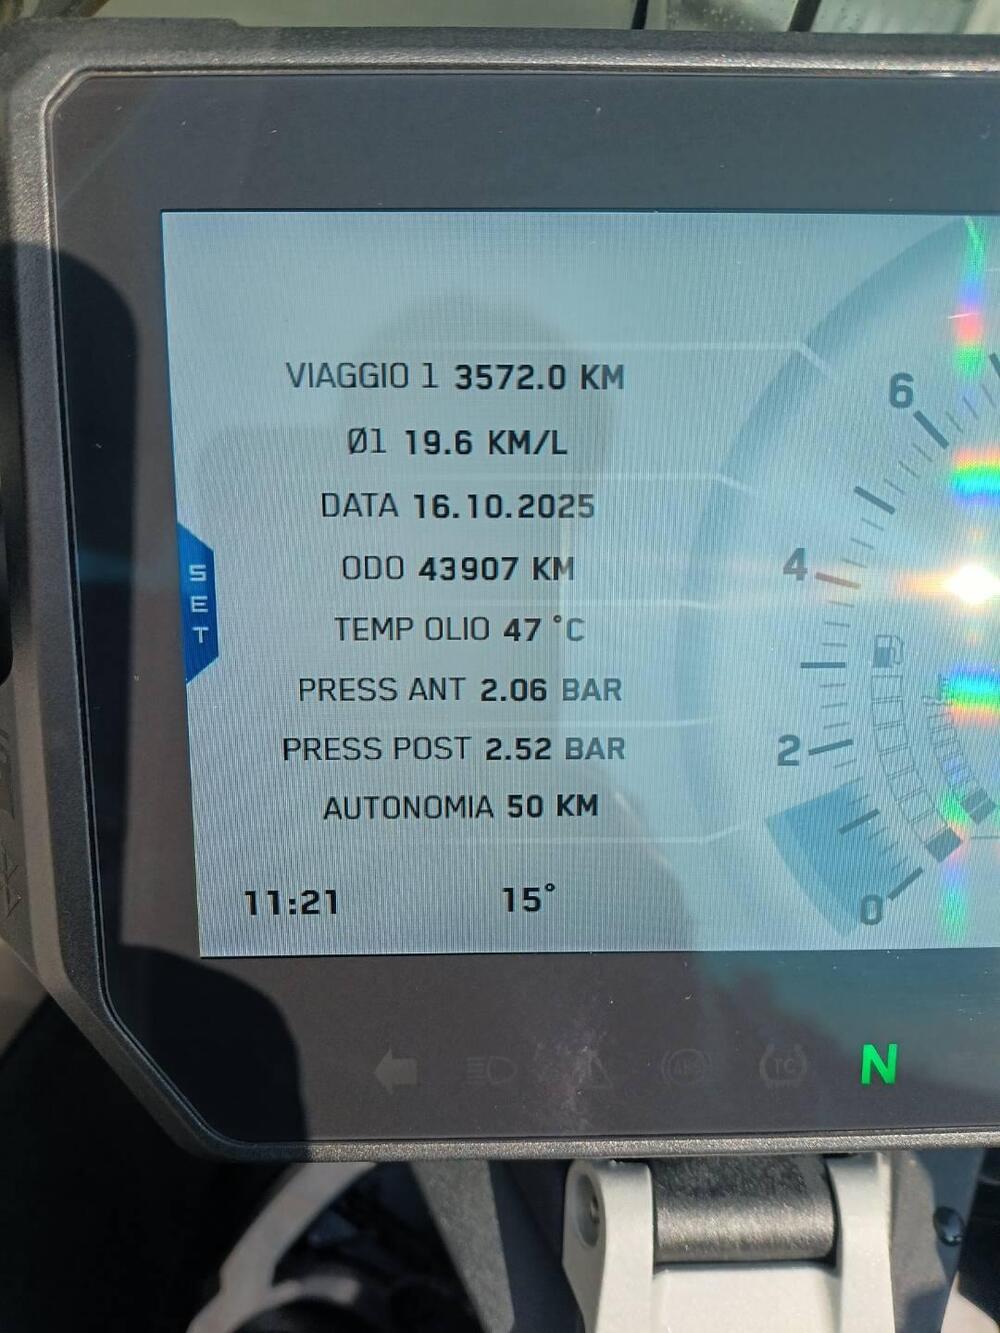 VIAGGIO 1 3572.0 KM
Ø1 19.6 KM/L
DATA 16.10.2025
ODO 43907 KM
TEMP OLIO 47 °C
PRESS ANT 2.06 BAR
PRESS POST 2.52 BAR
AUTONOMIA 50 KM
11:21 15°
SET
6
4
2
0
TC
N